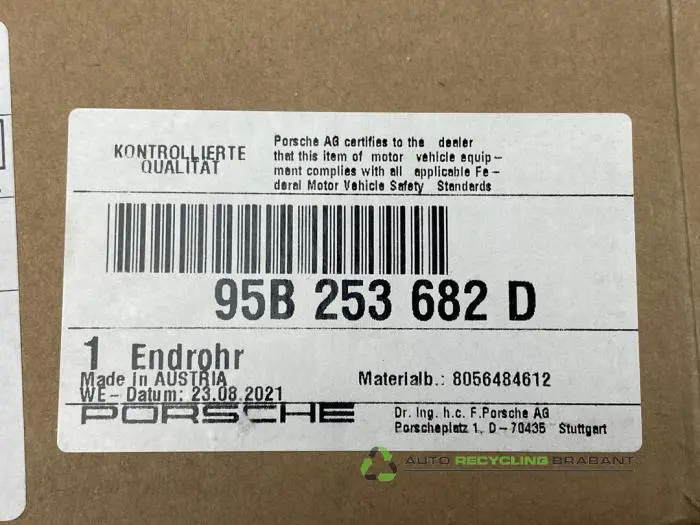 KONTROLLIERTE
QUALITÄT
Porsche AG certifies to the dealer
that this item of motor vehicle equip-
ment complies with all applicable Fe-
deral Motor Vehicle Safety Standards
95B 253 682 D
1 Endrohr
Made in AUSTRIA
Materialb.: 8056484612
WE- Datum: 23.08.2021
PORSCHE
Dr. Ing. h.c. F.Porsche AG
Porscheplatz 1, D-70435 Stuttgart
AUTO RECYCLING BRABANT